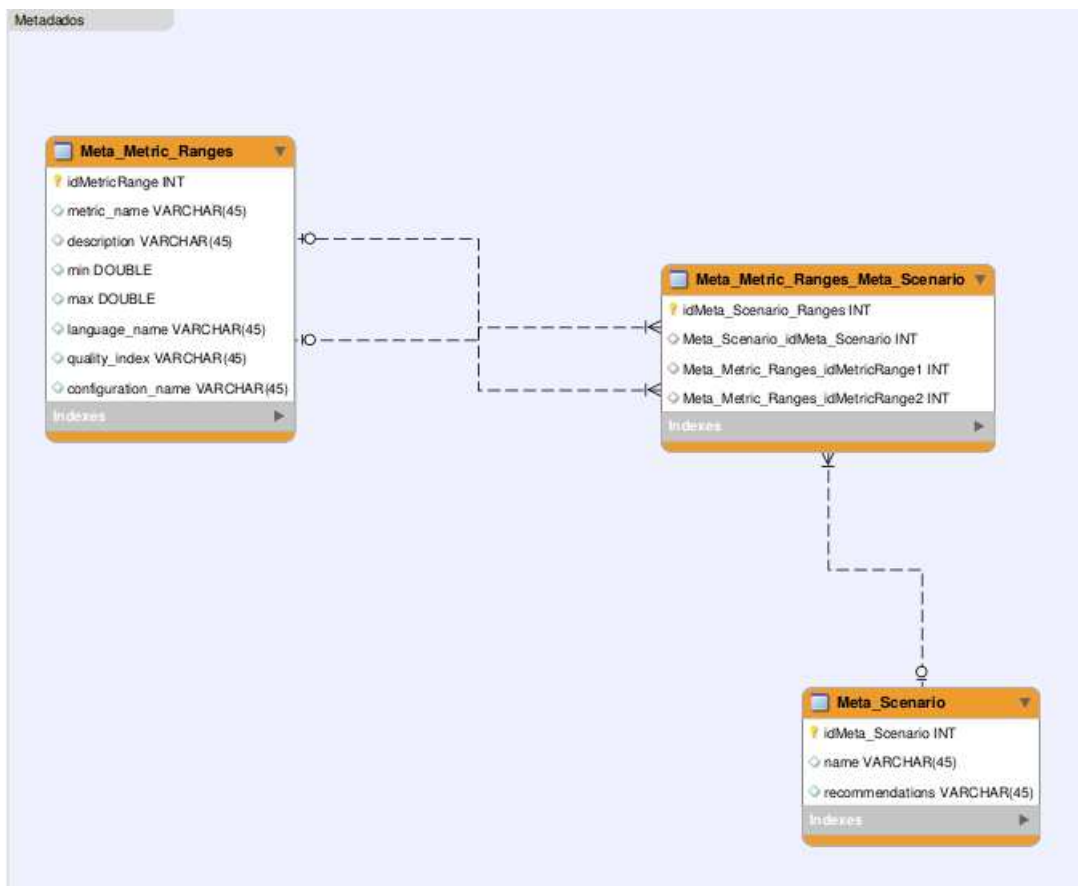 Metadados
Meta_Metric_Ranges
idMetricRange INT
metric_name VARCHAR(45)
description VARCHAR(45)
min DOUBLE
max DOUBLE
language_name VARCHAR(45)
quality_index VARCHAR(45)
configuration_name VARCHAR(45)
Indexes
Meta_Metric_Ranges_Meta_Scenario
idMeta_Scenario_Ranges INT
Meta_Scenario_idMeta_Scenario INT
Meta_Metric_Ranges_idMetricRange1 INT
Meta_Metric_Ranges_idMetricRange2 INT
Indexes
Meta_Scenario
idMeta_Scenario INT
name VARCHAR(45)
recommendations VARCHAR(45)
Indexes